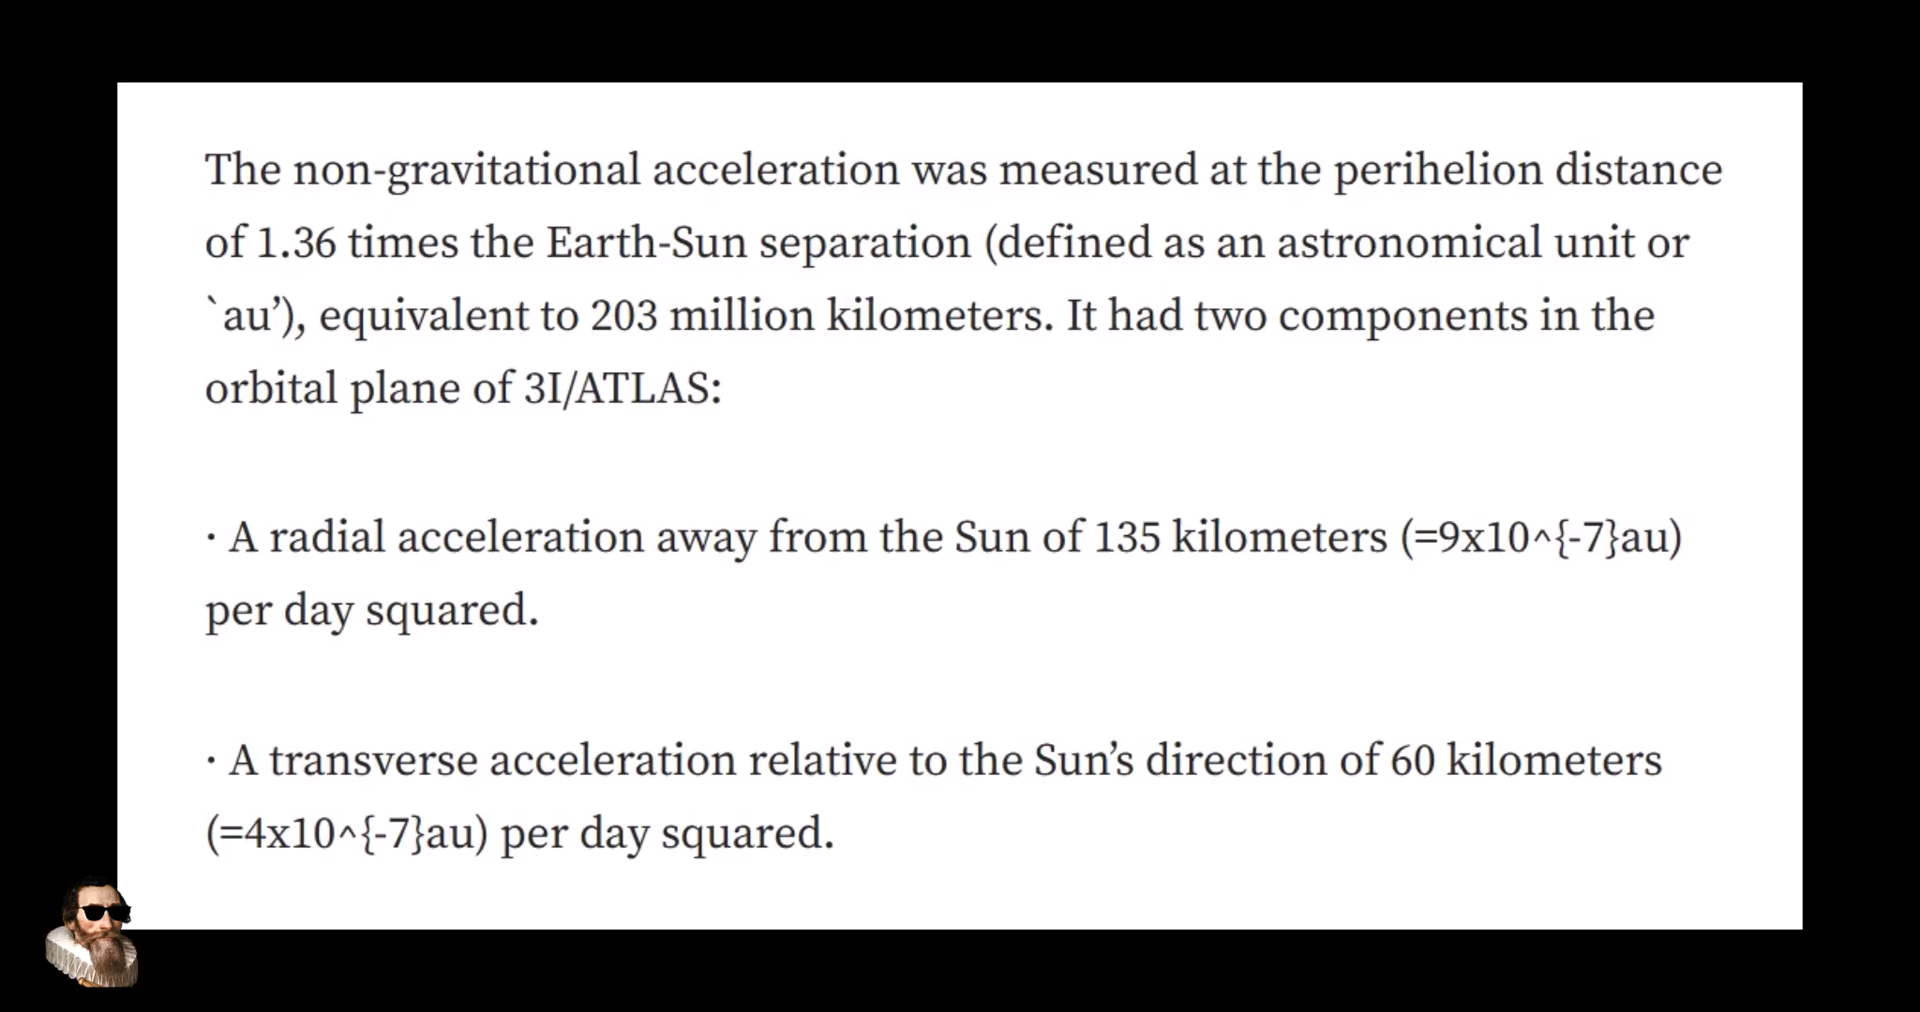 The non-gravitational acceleration was measured at the perihelion distance
of 1.36 times the Earth-Sun separation (defined as an astronomical unit or
`au’), equivalent to 203 million kilometers. It had two components in the
orbital plane of 3I/ATLAS:
· A radial acceleration away from the Sun of 135 kilometers (=9x10^{-7}au)
per day squared.
· A transverse acceleration relative to the Sun’s direction of 60 kilometers
(=4x10^{-7}au) per day squared.